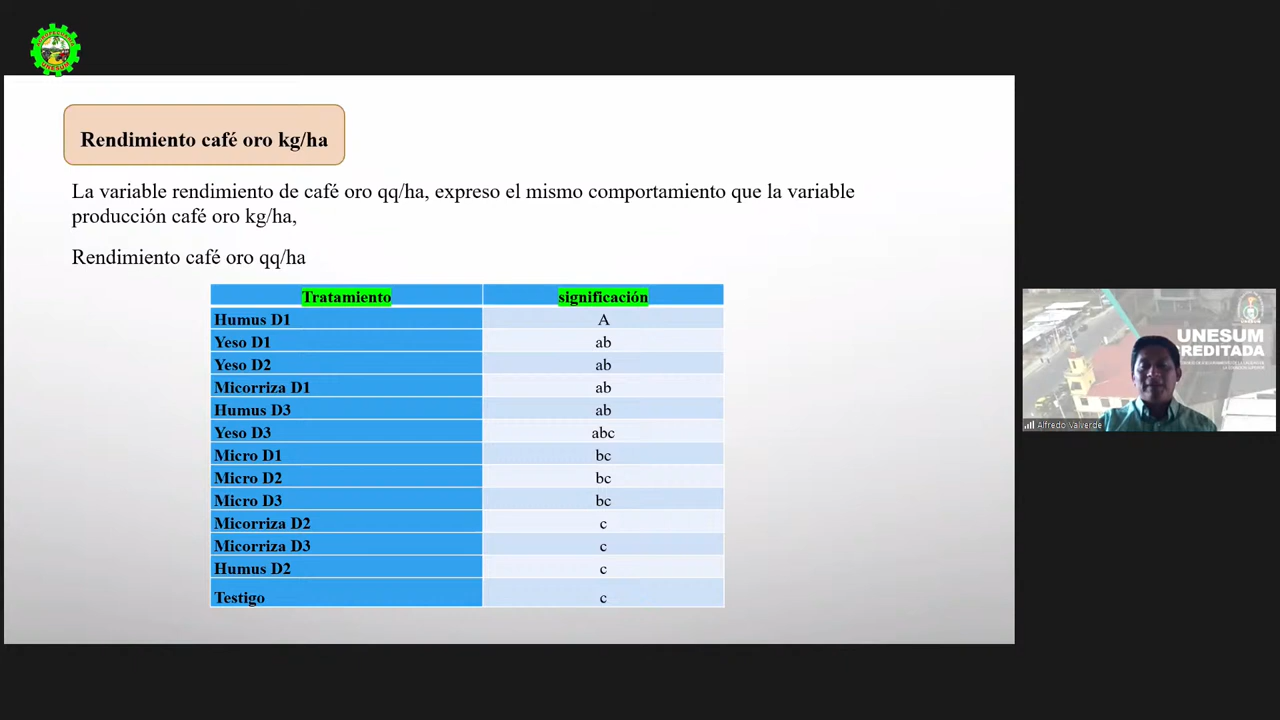 Rendimiento café oro kg/ha
La variable rendimiento de café oro qq/ha, expreso el mismo comportamiento que la variable
producción café oro kg/ha,
Rendimiento café oro qq/ha
Tratamiento significación
Humus D1 A
Yeso D1 ab
Yeso D2 ab
Micorriza D1 ab
Humus D3 ab
Yeso D3 abc
Micro D1 bc
Micro D2 bc
Micro D3 bc
Micorriza D2 c
Micorriza D3 c
Humus D2 c
Testigo c
UNESUM
REDITADA
Alfredo Valverde